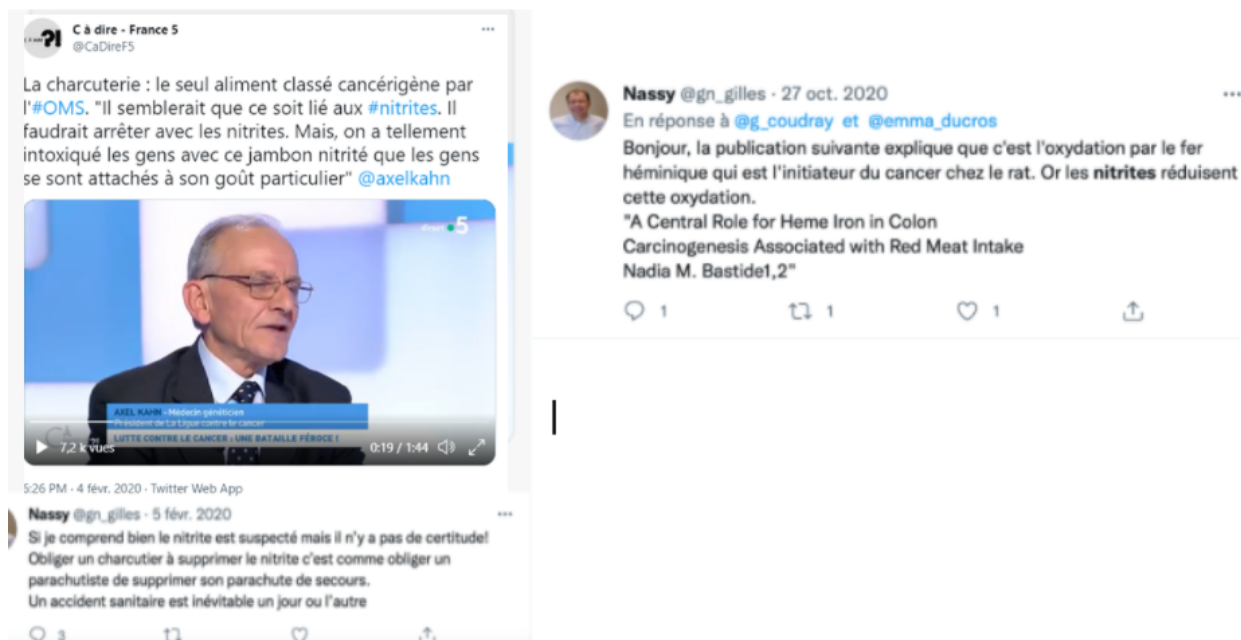 C à dire - France 5
@CaDireF5
La charcuterie : le seul aliment classé cancérigène par
l'#OMS. "Il semblerait que ce soit lié aux #nitrites. Il
faudrait arrêter avec les nitrites. Mais, on a tellement
intoxiqué les gens avec ce jambon nitrité que les gens
se sont attachés à son goût particulier" @axelkahn
direct 5
AXEL KAHN - Médecin généticien
Président de La Ligue contre le cancer
LUTTE CONTRE LE CANCER : UNE BATAILLE FÉROCE !
7,2 k vues
0:19 / 1:44
5:26 PM · 4 févr. 2020 · Twitter Web App
Nassy @gn_gilles · 5 févr. 2020
Si je comprend bien le nitrite est suspecté mais il n'y a pas de certitude!
Obliger un charcutier à supprimer le nitrite c'est comme obliger un
parachutiste de supprimer son parachute de secours.
Un accident sanitaire est inévitable un jour ou l'autre
3
Nassy @gn_gilles · 27 oct. 2020
En réponse à @g_coudray et @emma_ducros
Bonjour, la publication suivante explique que c'est l'oxydation par le fer
héminique qui est l'initiateur du cancer chez le rat. Or les nitrites réduisent
cette oxydation.
"A Central Role for Heme Iron in Colon
Carcinogenesis Associated with Red Meat Intake
Nadia M. Bastide1,2"
1 1 1